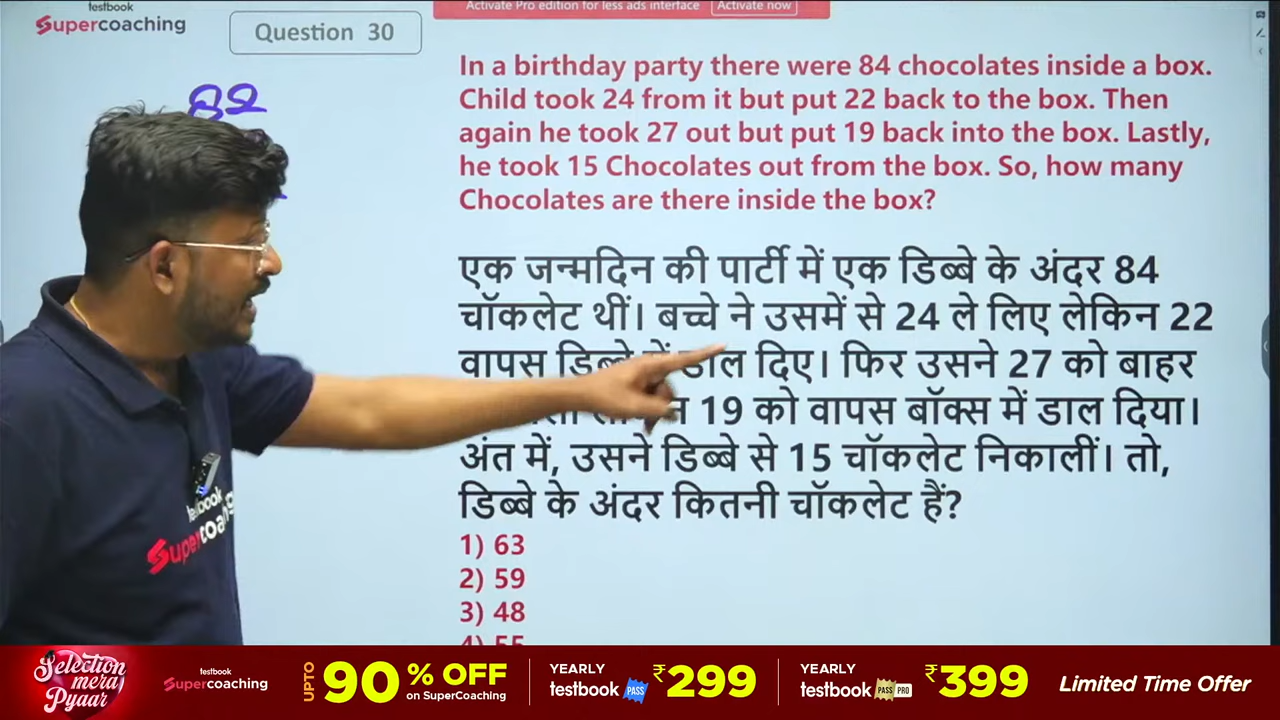 testbook
Supercoaching
Question 30
Activate Pro edition for less ads interface Activate now
82
In a birthday party there were 84 chocolates inside a box.
Child took 24 from it but put 22 back to the box. Then
again he took 27 out but put 19 back into the box. Lastly,
he took 15 Chocolates out from the box. So, how many
Chocolates are there inside the box?
एक जन्मदिन की पार्टी में एक डिब्बे के अंदर 84
चॉकलेट थीं। बच्चे ने उसमें से 24 ले लिए लेकिन 22
वापस डिब्बे में डाल दिए। फिर उसने 27 को बाहर
19 को वापस बॉक्स में डाल दिया।
अंत में, उसने डिब्बे से 15 चॉकलेट निकालीं। तो,
डिब्बे के अंदर कितनी चॉकलेट हैं?
1) 63
2) 59
3) 48
4) 55
testbook
Supercoa
Selection
mera
Pyaar
testbook
Supercoaching
UPTO 90% OFF
on SuperCoaching
YEARLY
testbook PASS
₹299
YEARLY
testbook PASS PRO
₹399
Limited Time Offer